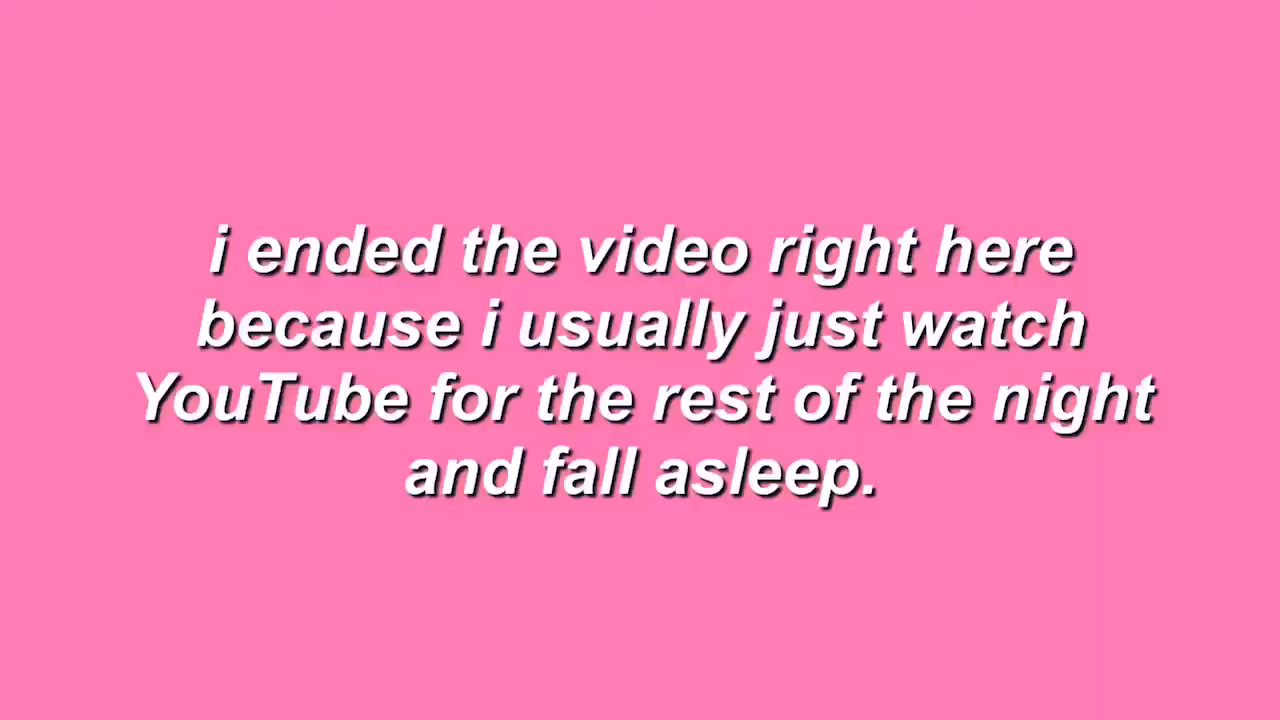 i ended the video right here
because i usually just watch
YouTube for the rest of the night
and fall asleep.